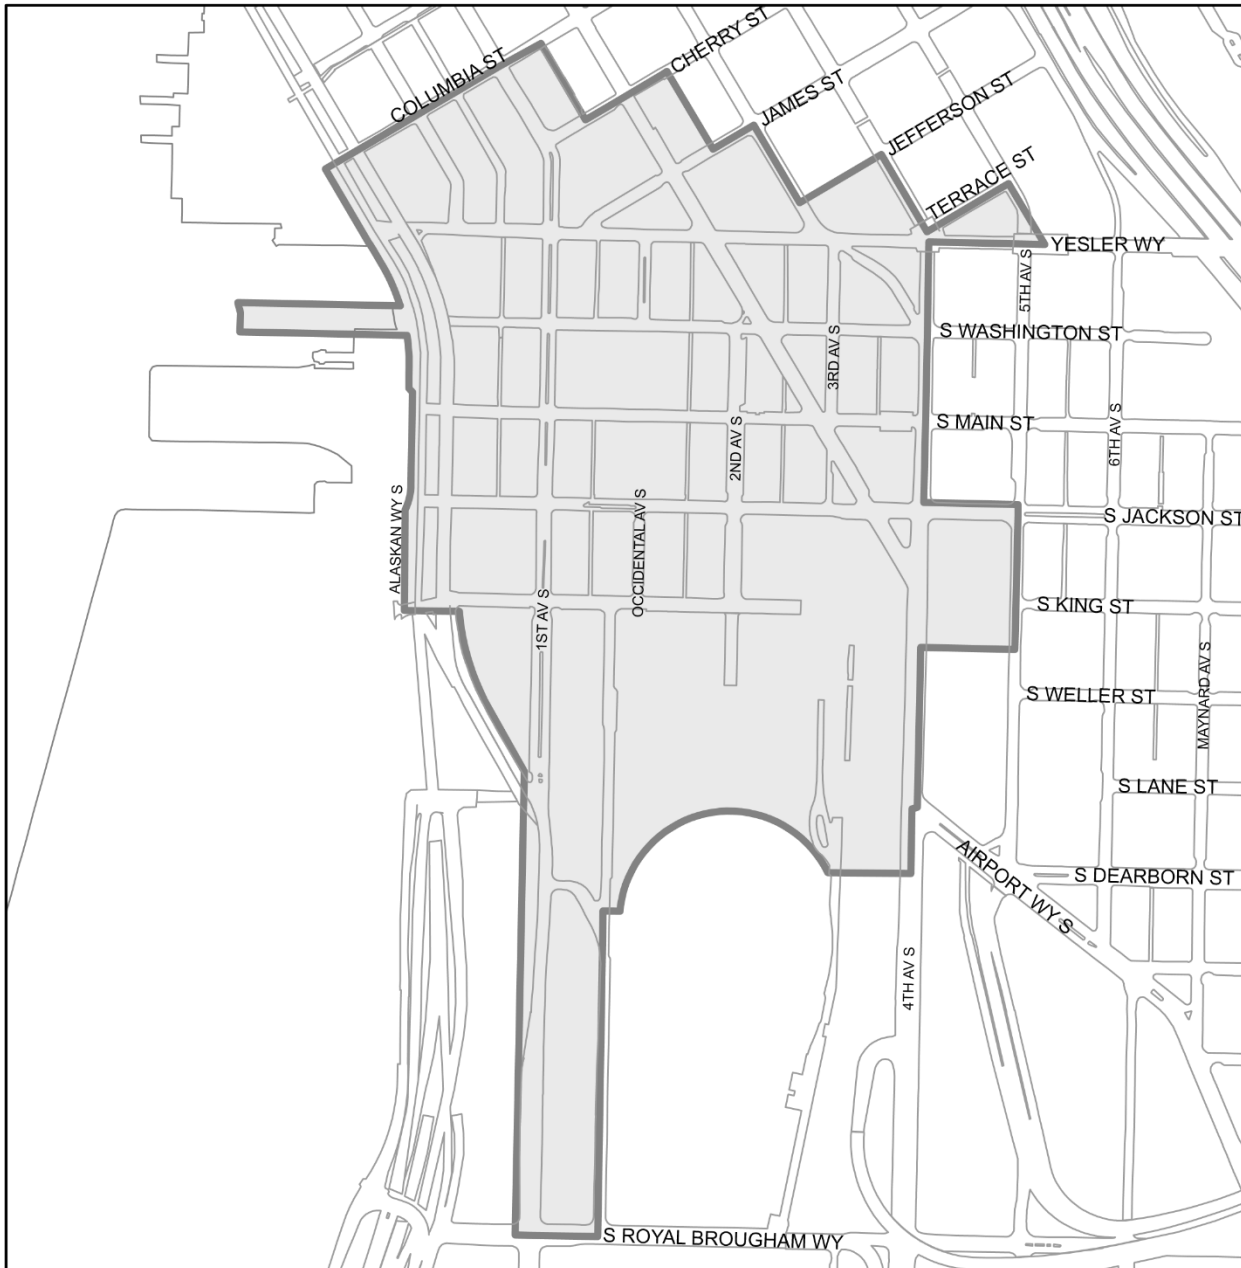 COLUMBIA ST
CHERRY ST
JAMES ST
JEFFERSON ST
TERRACE ST
YESLER WY
5TH AV S
S WASHINGTON ST
3RD AV S
S MAIN ST
2ND AV S
6TH AV S
ALASKAN WY S
OCCIDENTAL AV S
S JACKSON ST
1ST AV S
S KING ST
MAYNARD AV S
S WELLER ST
S LANE ST
AIRPORT WY S
S DEARBORN ST
4TH AV S
S ROYAL BROUGHAM WY